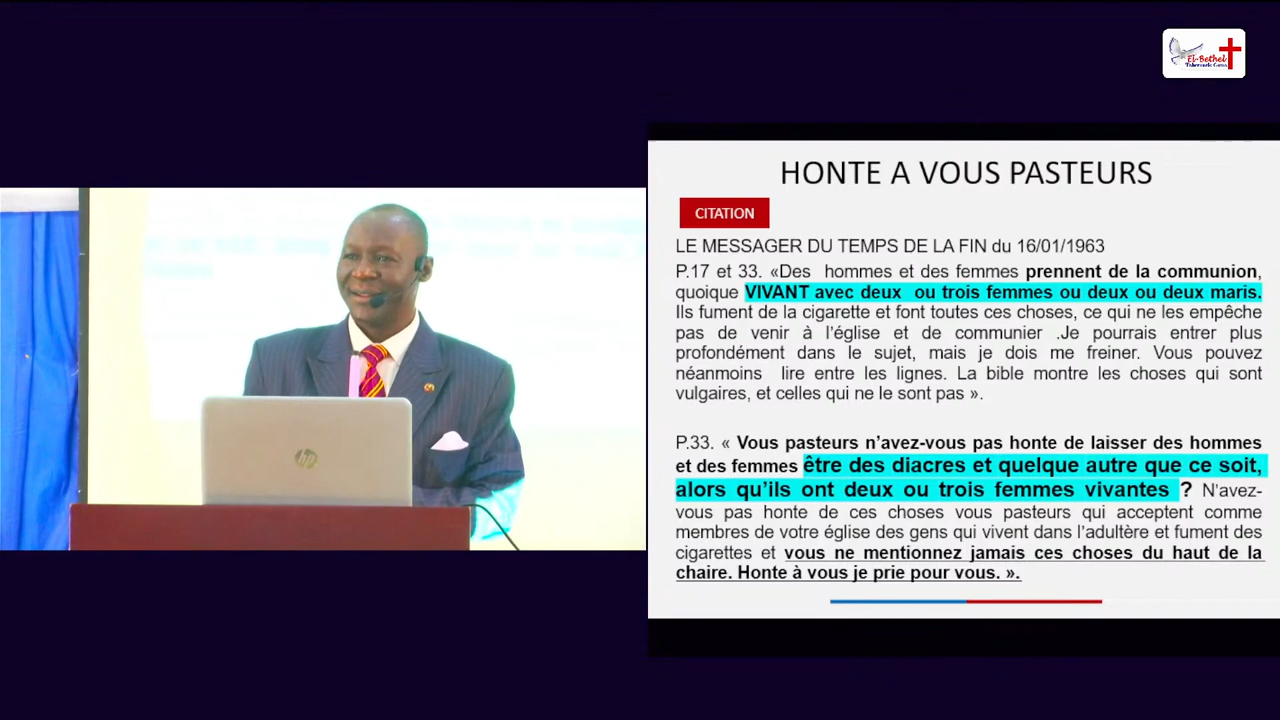 El-Bethel
HONTE A VOUS PASTEURS
CITATION
LE MESSAGER DU TEMPS DE LA FIN du 16/01/1963
P.17 et 33. «Des hommes et des femmes prennent de la communion,
quoique VIVANT avec deux ou trois femmes ou deux ou deux maris.
Ils fument de la cigarette et font toutes ces choses, ce qui ne les empêche
pas de venir à l’église et de communier .Je pourrais entrer plus
profondément dans le sujet, mais je dois me freiner. Vous pouvez
néanmoins lire entre les lignes. La bible montre les choses qui sont
vulgaires, et celles qui ne le sont pas ».
P.33. « Vous pasteurs n’avez-vous pas honte de laisser des hommes
et des femmes être des diacres et quelque autre que ce soit,
alors qu’ils ont deux ou trois femmes vivantes ? N’avez-
vous pas honte de ces choses vous pasteurs qui acceptent comme
membres de votre église des gens qui vivent dans l’adultère et fument des
cigarettes et vous ne mentionnez jamais ces choses du haut de la
chaire. Honte à vous je prie pour vous. ».
hp